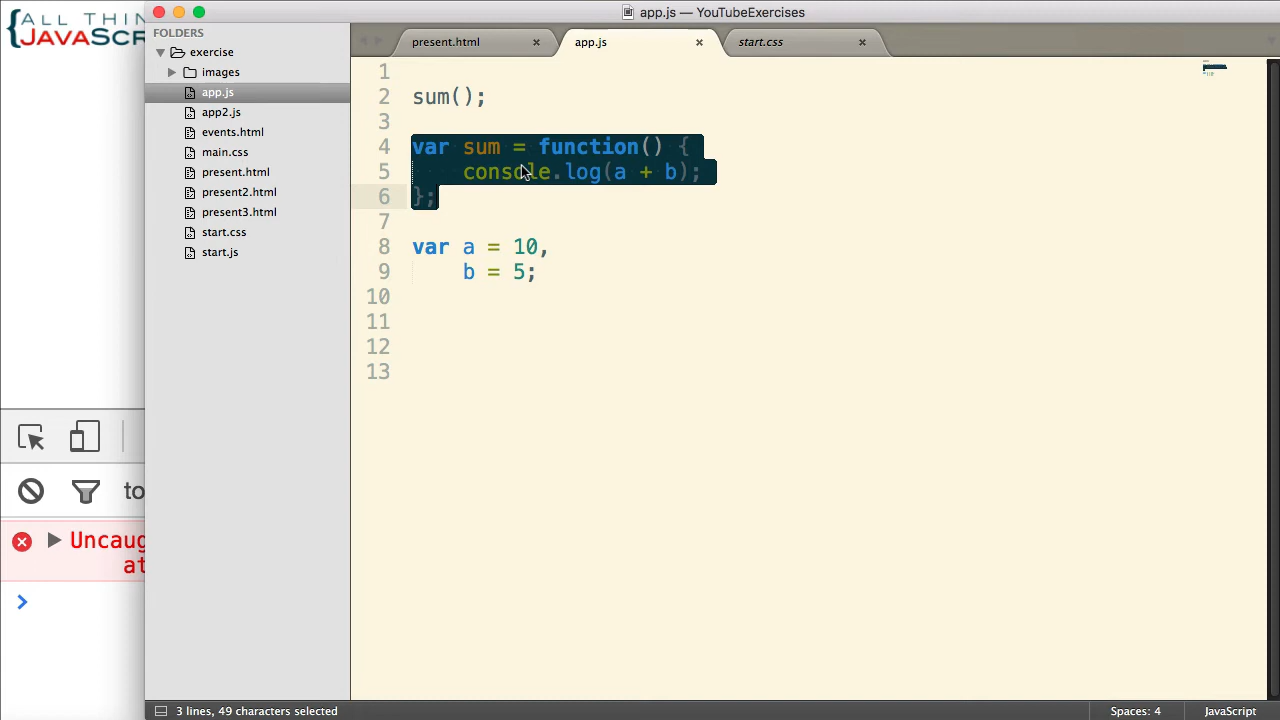 {ALL THIN
JAVASCR
app.js — YouTubeExercises
FOLDERS
exercise
images
app.js
app2.js
events.html
main.css
present.html
present2.html
present3.html
start.css
start.js
present.html ×
app.js ×
start.css ×
1
2 sum();
3
4 var sum = function() {
5 console.log(a + b);
6 };
7
8 var a = 10,
9 b = 5;
10
11
12
13
to
Uncaug
at
3 lines, 49 characters selected
Spaces: 4
JavaScript